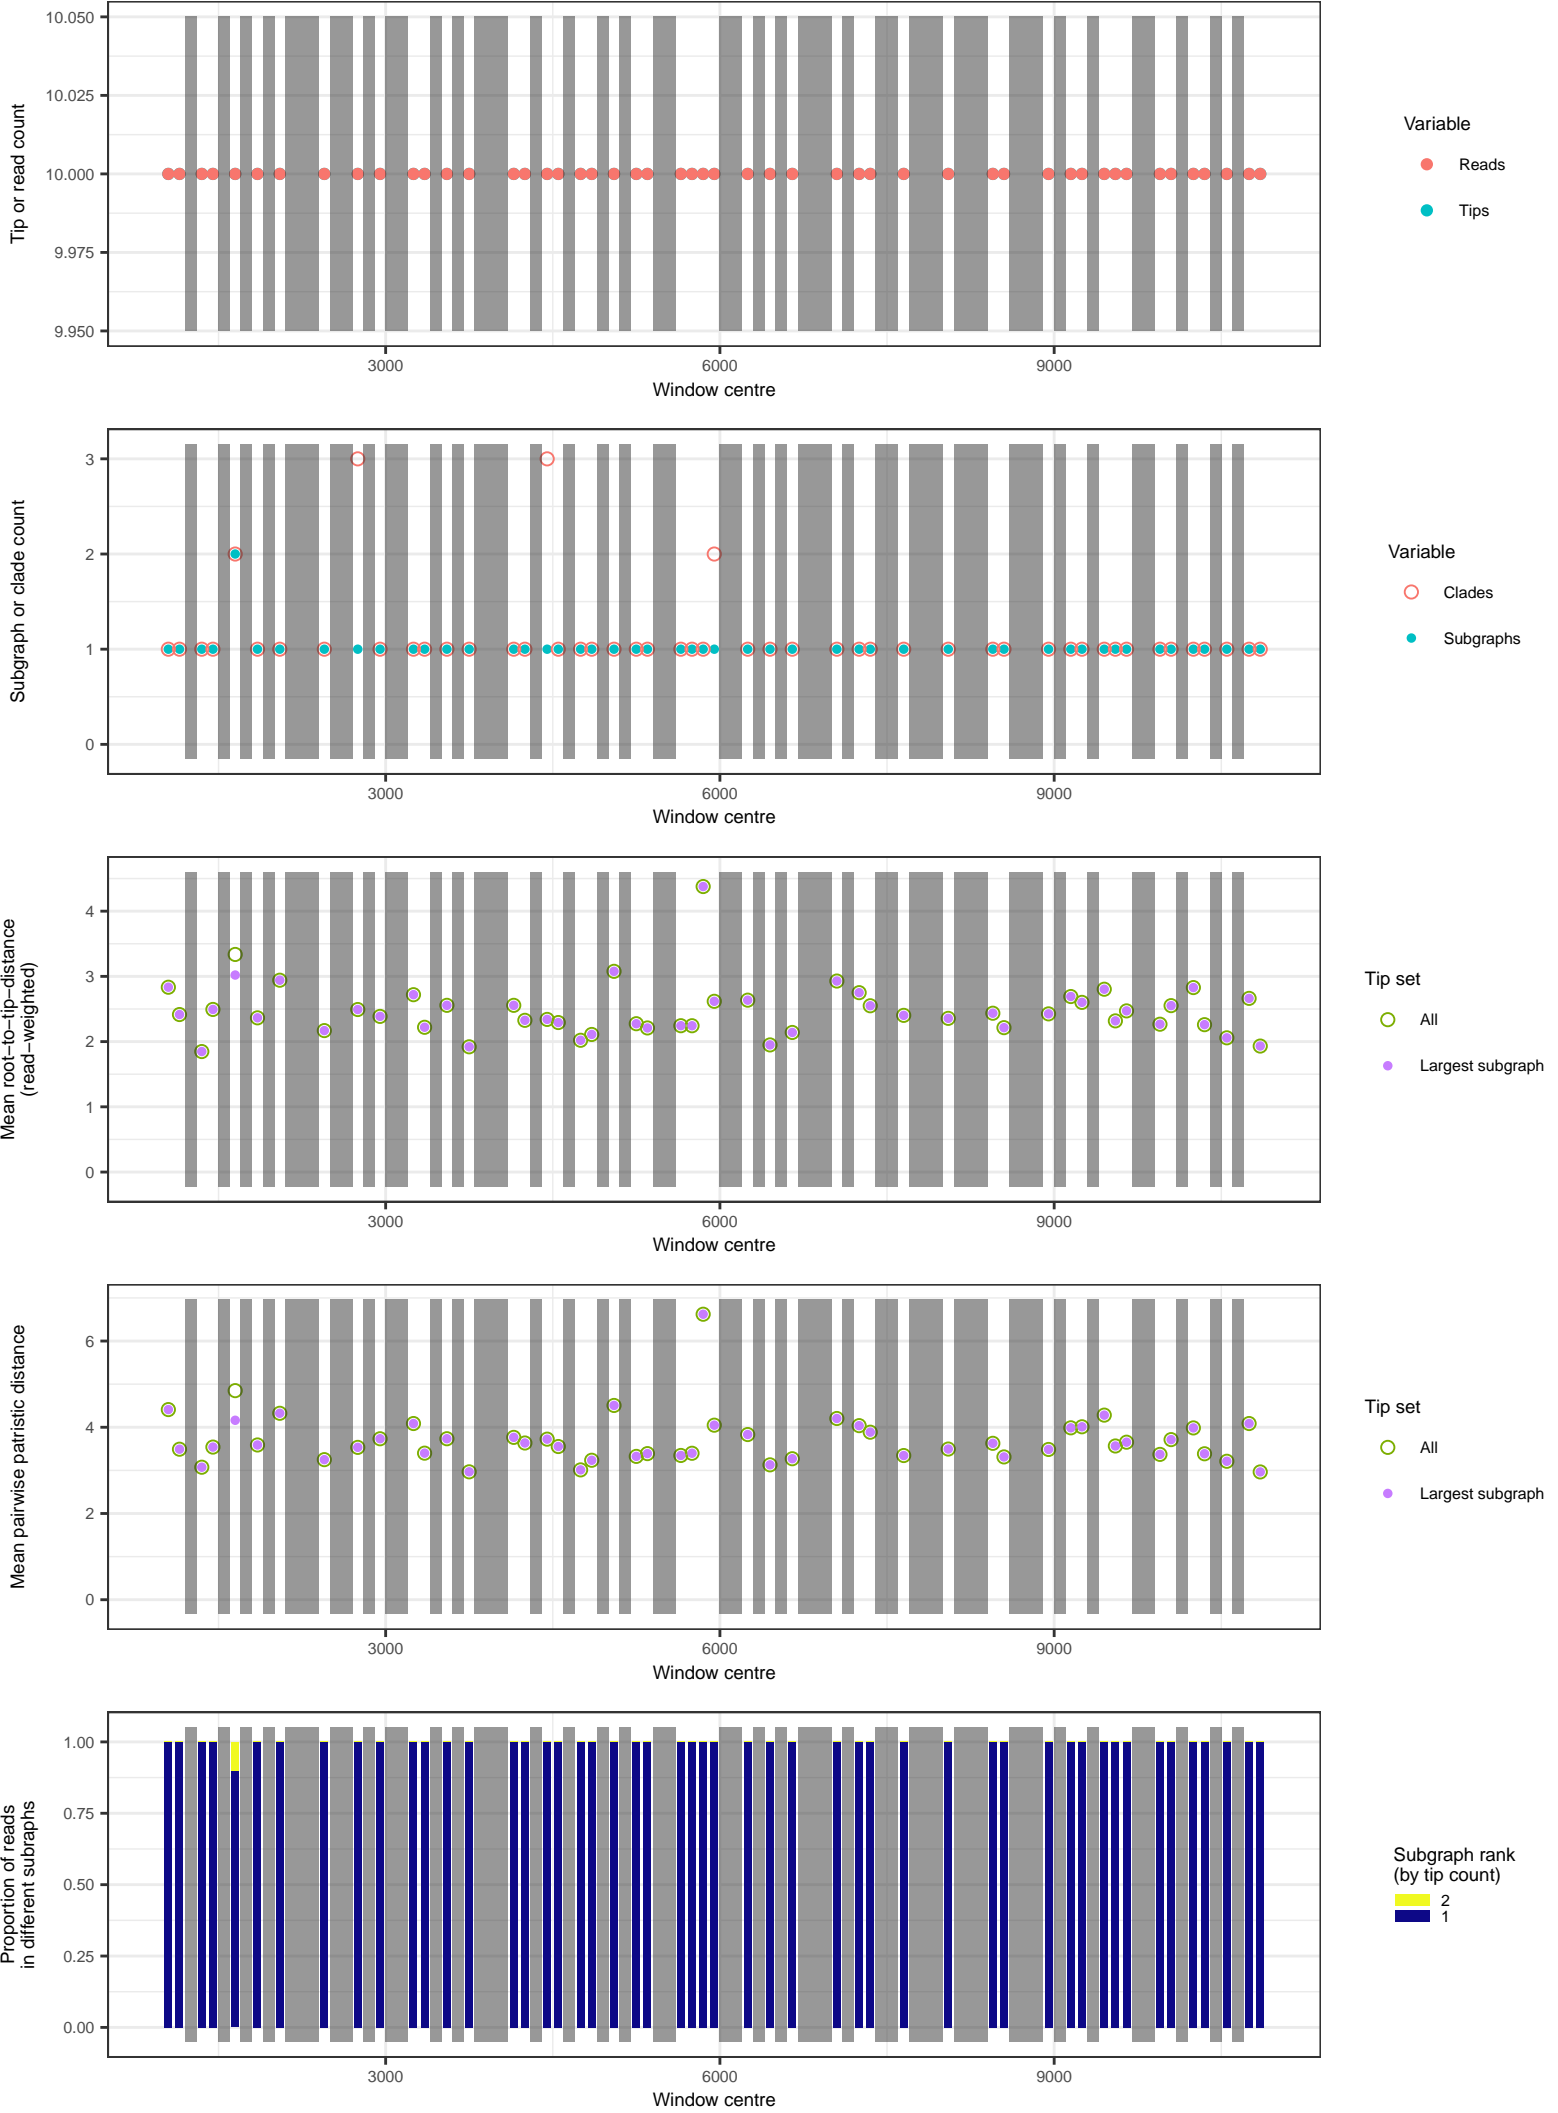 10.050
10.025
10.000
9.975
9.950
Tip or read count
3000 6000 9000
Window centre
Variable
Reads
Tips
3
2
1
0
Subgraph or clade count
3000 6000 9000
Window centre
Variable
Clades
Subgraphs
4
3
2
1
0
Mean root−to−tip−distance
(read−weighted)
3000 6000 9000
Window centre
Tip set
All
Largest subgraph
6
4
2
0
Mean pairwise patristic distance
3000 6000 9000
Window centre
Tip set
All
Largest subgraph
1.00
0.75
0.50
0.25
0.00
Proportion of reads
in different subraphs
3000 6000 9000
Window centre
Subgraph rank
(by tip count)
2
1